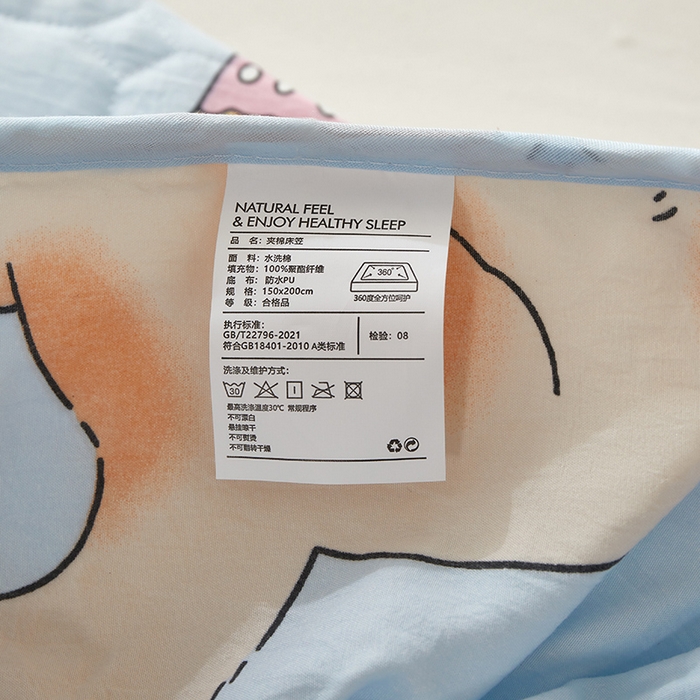 NATURAL FEEL
& ENJOY HEALTHY SLEEP
品 名：夹棉床笠
面 料：水洗棉
填充物：100%聚酯纤维
底 布：防水PU
规 格：150x200cm
等 级：合格品
360°
360度全方位呵护
执行标准：
GB/T22796-2021
符合GB18401-2010 A类标准
检验：08
洗涤及维护方式：
30
最高洗涤温度30℃ 常规程序
不可漂白
悬挂晾干
不可熨烫
不可翻转干燥